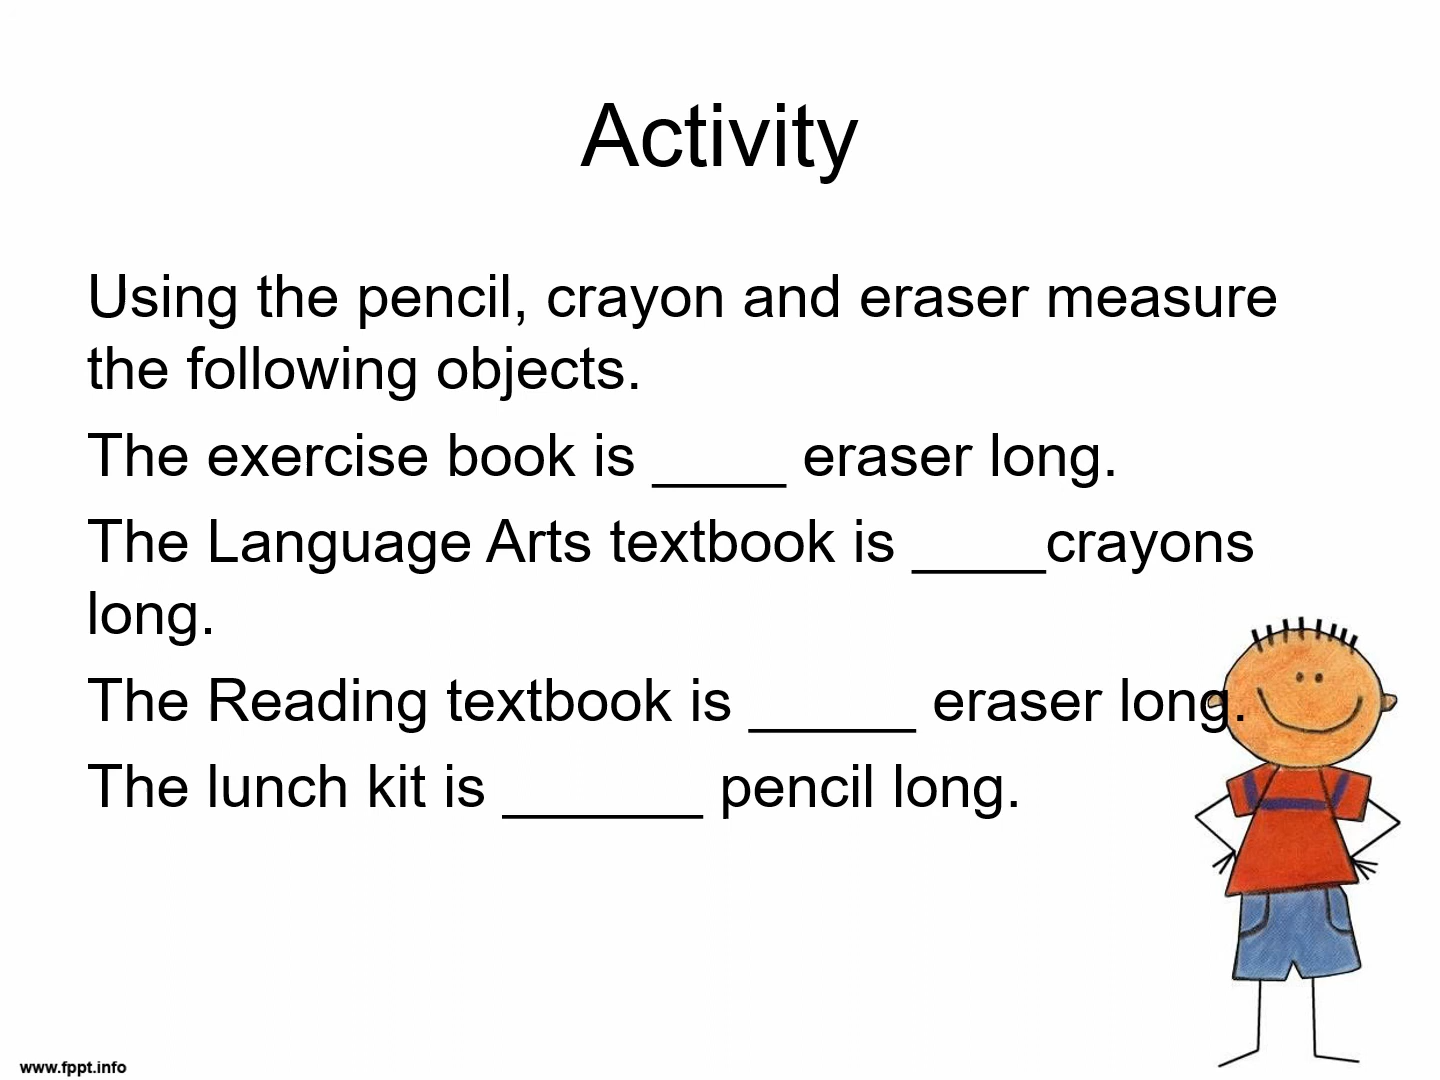 Activity
Using the pencil, crayon and eraser measure
the following objects.
The exercise book is ____ eraser long.
The Language Arts textbook is ____crayons
long.
The Reading textbook is _____ eraser long.
The lunch kit is ______ pencil long.
www.fppt.info